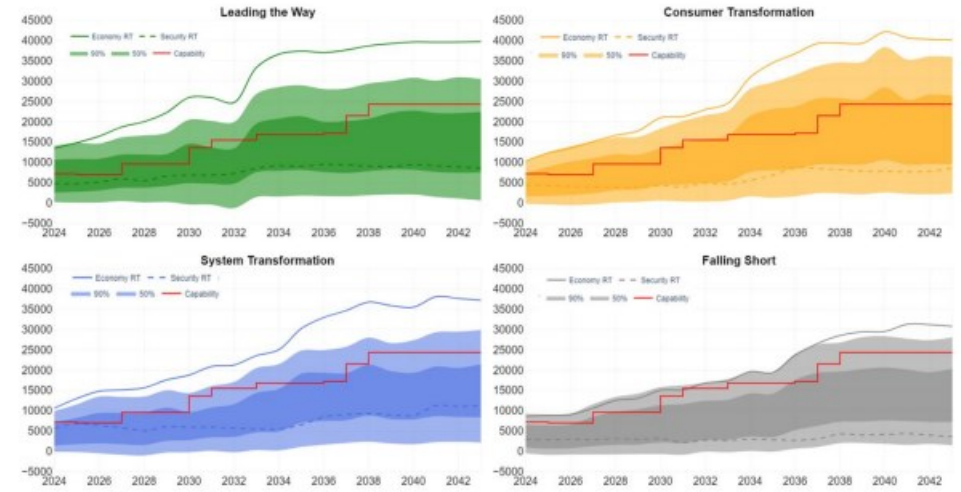 Leading the Way
45000
40000
35000
30000
25000
20000
15000
10000
5000
0
−5000
Economy RT Security RT
90% 50% Capability
2024 2026 2028 2030 2032 2034 2036 2038 2040 2042
Consumer Transformation
45000
40000
35000
30000
25000
20000
15000
10000
5000
0
−5000
Economy RT Security RT
90% 50% Capability
2024 2026 2028 2030 2032 2034 2036 2038 2040 2042
System Transformation
45000
40000
35000
30000
25000
20000
15000
10000
5000
0
−5000
Economy RT Security RT
90% 50% Capability
2024 2026 2028 2030 2032 2034 2036 2038 2040 2042
Falling Short
45000
40000
35000
30000
25000
20000
15000
10000
5000
0
−5000
Economy RT Security RT
90% 50% Capability
2024 2026 2028 2030 2032 2034 2036 2038 2040 2042